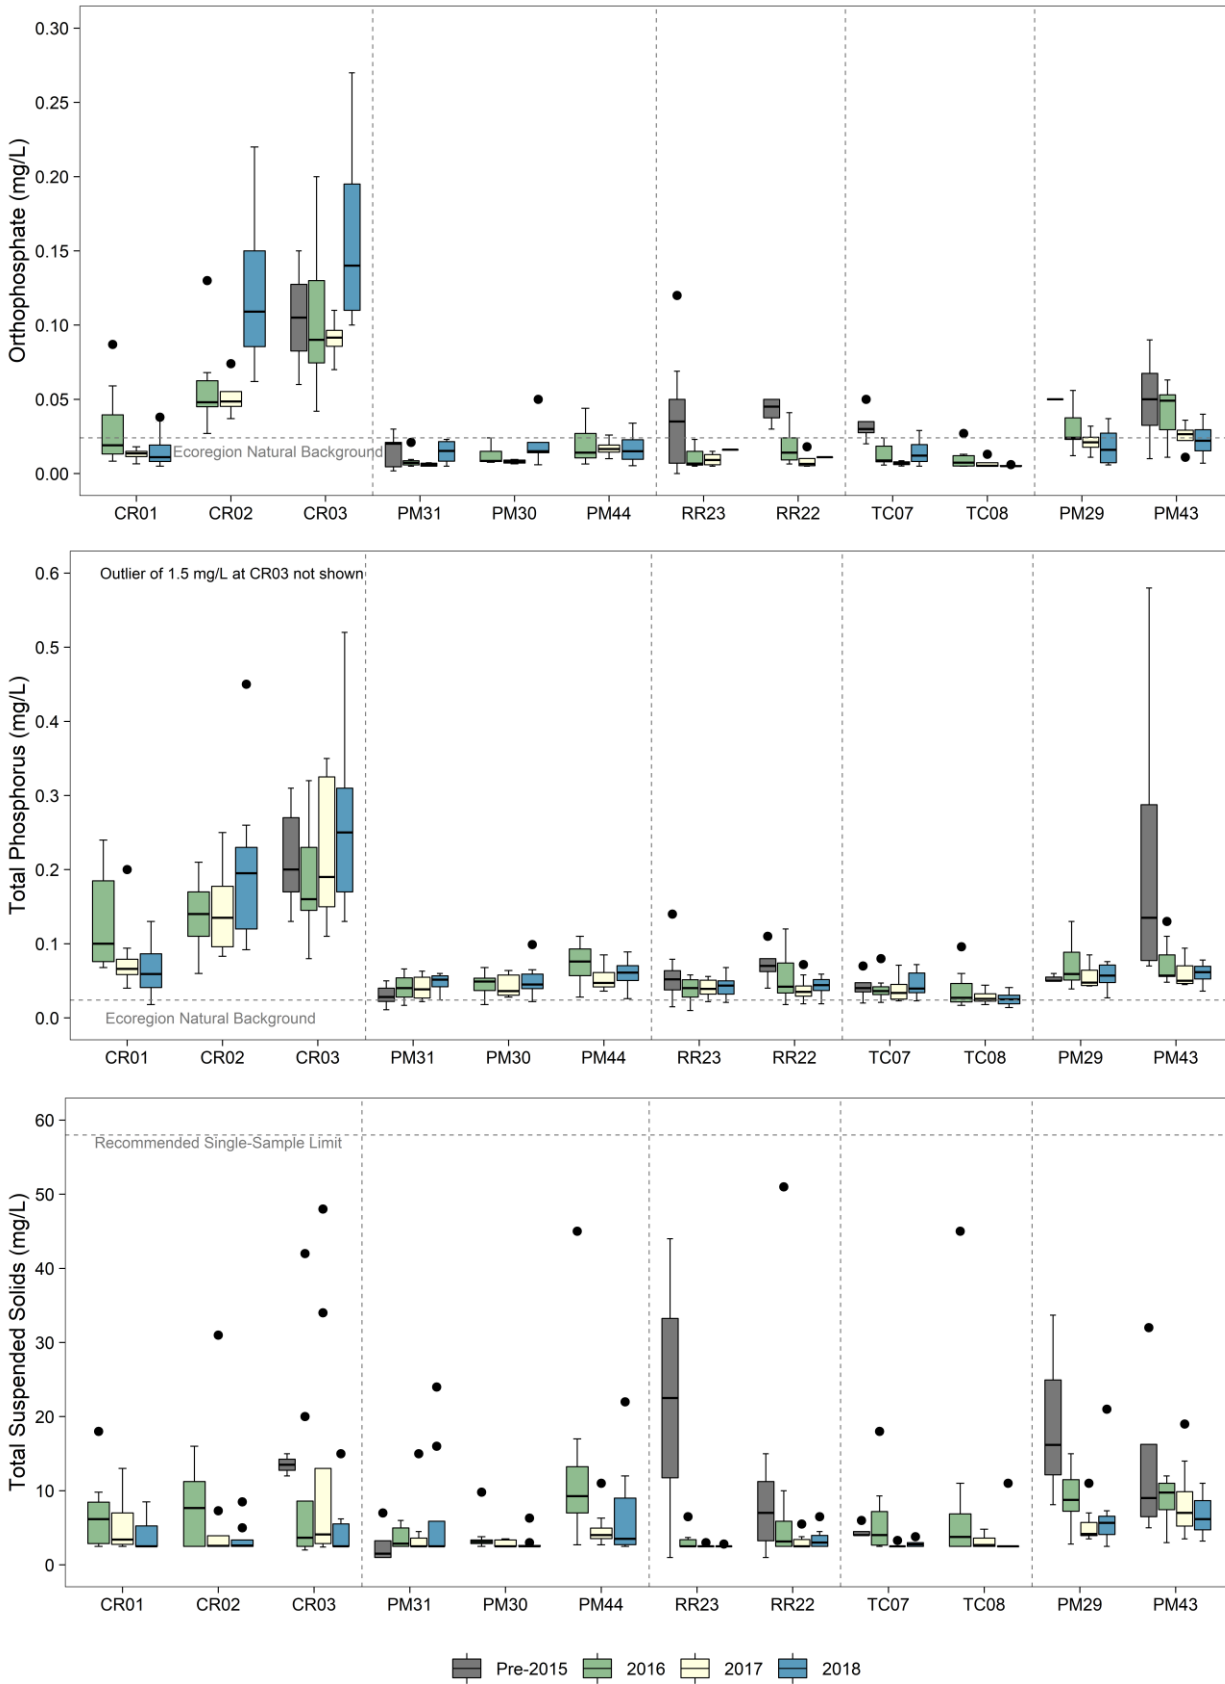 Orthophosphate (mg/L)
0.30
0.25
0.20
0.15
0.10
0.05
0.00
Ecoregion Natural Background
CR01 CR02 CR03 PM31 PM30 PM44 RR23 RR22 TC07 TC08 PM29 PM43
Total Phosphorus (mg/L)
Outlier of 1.5 mg/L at CR03 not shown
0.6
0.5
0.4
0.3
0.2
0.1
0.0
Ecoregion Natural Background
CR01 CR02 CR03 PM31 PM30 PM44 RR23 RR22 TC07 TC08 PM29 PM43
Total Suspended Solids (mg/L)
60
Recommended Single-Sample Limit
50
40
30
20
10
0
CR01 CR02 CR03 PM31 PM30 PM44 RR23 RR22 TC07 TC08 PM29 PM43
Pre-2015 2016 2017 2018